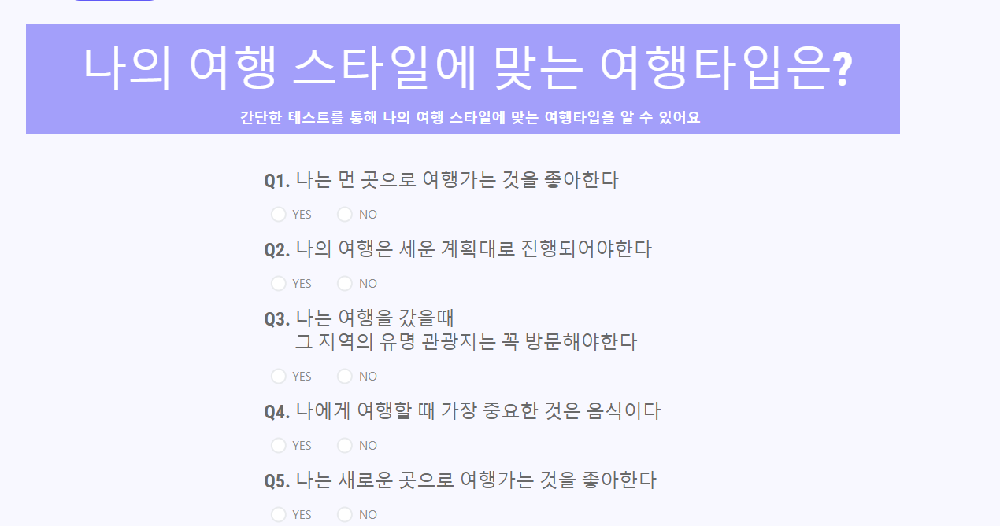 나의 여행 스타일에 맞는 여행타입은?
간단한 테스트를 통해 나의 여행 스타일에 맞는 여행타입을 알 수 있어요
Q1. 나는 먼 곳으로 여행가는 것을 좋아한다
YES NO
Q2. 나의 여행은 세운 계획대로 진행되어야한다
YES NO
Q3. 나는 여행을 갔을때
그 지역의 유명 관광지는 꼭 방문해야한다
YES NO
Q4. 나에게 여행할 때 가장 중요한 것은 음식이다
YES NO
Q5. 나는 새로운 곳으로 여행가는 것을 좋아한다
YES NO